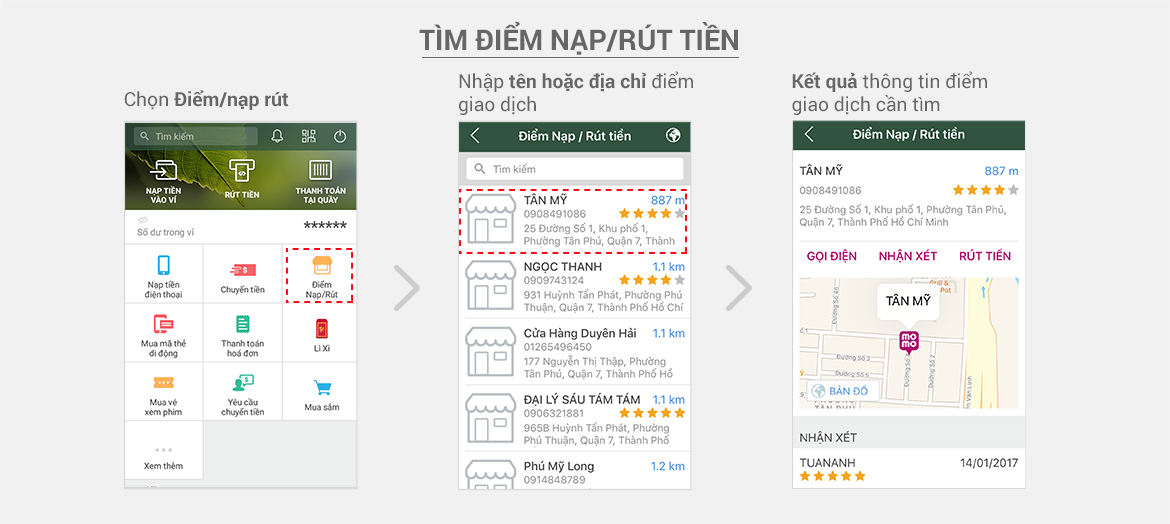 TÌM ĐIỂM NẠP/RÚT TIỀN
Chọn Điểm/nạp rút
Tìm kiếm
NẠP TIỀN
VÀO VÍ
RÚT TIỀN
THANH TOÁN
TẠI QUẦY
Số dư trong ví
******
Nạp tiền
điện thoại
Chuyển tiền
Điểm
Nạp/Rút
Mua mã thẻ
di động
Thanh toán
hoá đơn
Lì Xì
Mua vé
xem phim
Yêu cầu
chuyển tiền
Mua sắm
Xem thêm
Nhập tên hoặc địa chỉ điểm
giao dịch
Điểm Nạp / Rút tiền
Tìm kiếm
TÂN MỸ 887 m
0908491086
25 Đường Số 1, Khu phố 1,
Phường Tân Phú, Quận 7, Thành
NGỌC THANH 1.1 km
0909743124
931 Huỳnh Tấn Phát, Phường Phú
Thuận, Quận 7, Thành Phố Hồ Chí
Cửa Hàng Duyên Hải 1.1 km
01265496450
177 Nguyễn Thị Thập, Phường
Tân Phú, Quận 7, Thành Phố Hồ
ĐẠI LÝ SÁU TÁM TÁM 1.1 km
0906321881
965B Huỳnh Tấn Phát, Phường
Phú Thuận, Quận 7, Thành Phố
Phú Mỹ Long 1.2 km
0914848789
Kết quả thông tin điểm
giao dịch cần tìm
Điểm Nạp / Rút tiền
TÂN MỸ 887 m
0908491086
25 Đường Số 1, Khu phố 1, Phường Tân Phú,
Quận 7, Thành Phố Hồ Chí Minh
GỌI ĐIỆN NHẬN XÉT RÚT TIỀN
Grill &
Pot
TÂN MỸ
mo
mo
Đường Số 6
Đường Số 5
Đường Số 2
BẢN ĐỒ
NHẬN XÉT
TUANANH 14/01/2017